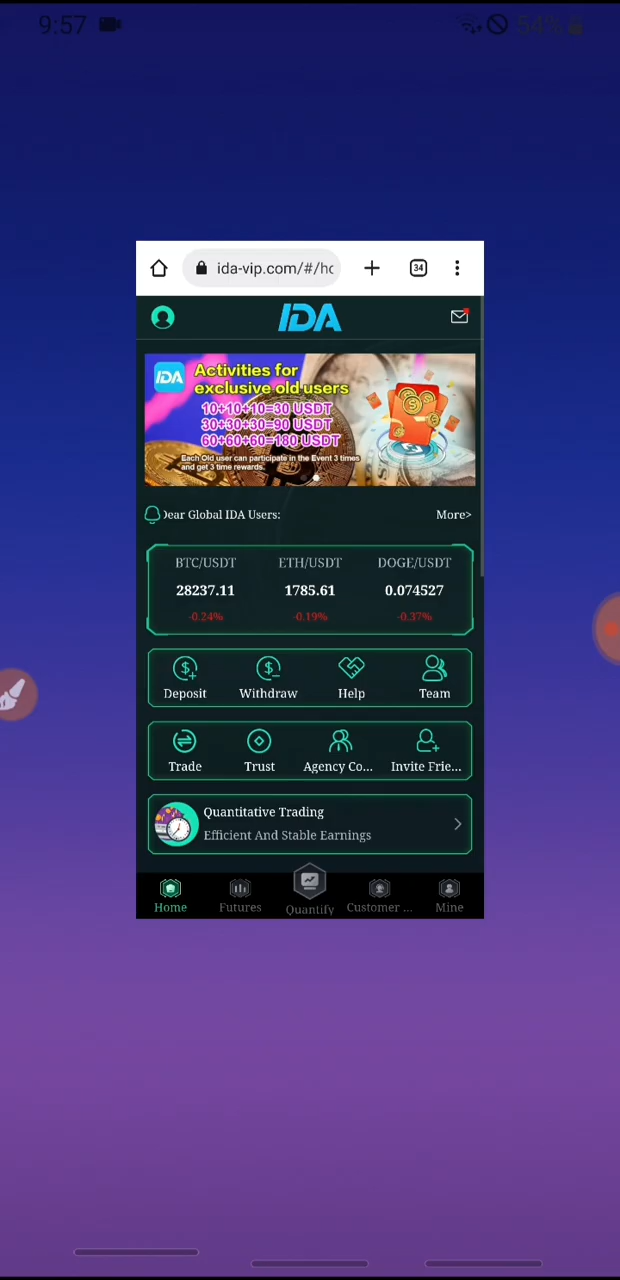 9:57
54%
34
ida-vip.com/#/hc
IDA
IDA
Activities for
exclusive old users
10+10+10=30 USDT
30+30+30=90 USDT
60+60+60=180 USDT
Each Old user can participate in the Event 3 times
and get 3 time rewards.
Dear Global IDA Users:
More>
BTC/USDT ETH/USDT DOGE/USDT
28237.11 1785.61 0.074527
-0.24% -0.19% -0.37%
Deposit Withdraw Help Team
Trade Trust Agency Co... Invite Frie...
Quantitative Trading
Efficient And Stable Earnings
Home Futures Quantify Customer ... Mine